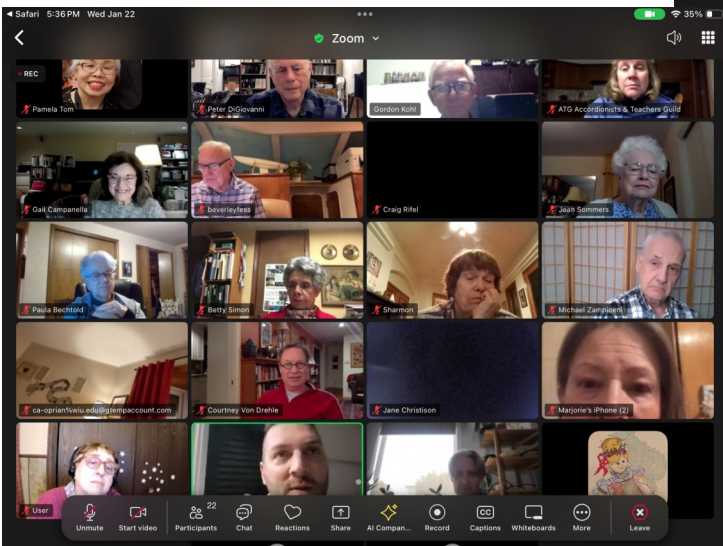 Safari 5:36 PM Wed Jan 22
35%
Zoom
REC
Pamela Tom
Peter DiGiovanni
Gordon Kohl
ATG Accordionists & Teachers Guild
Gail Campanella
beverleyfess
Craig Rifel
Jean Sommers
Paula Bechtold
Betty Simon
Sharmon
Michael Zampiceni
ca-oprian%wiu.edu@gtempaccount.com
Courtney Von Drehle
Jane Christison
Marjorie's iPhone (2)
User
22
CC
Unmute
Start video
Participants
Chat
Reactions
Share
AI Compan...
Record
Captions
Whiteboards
More
Leave